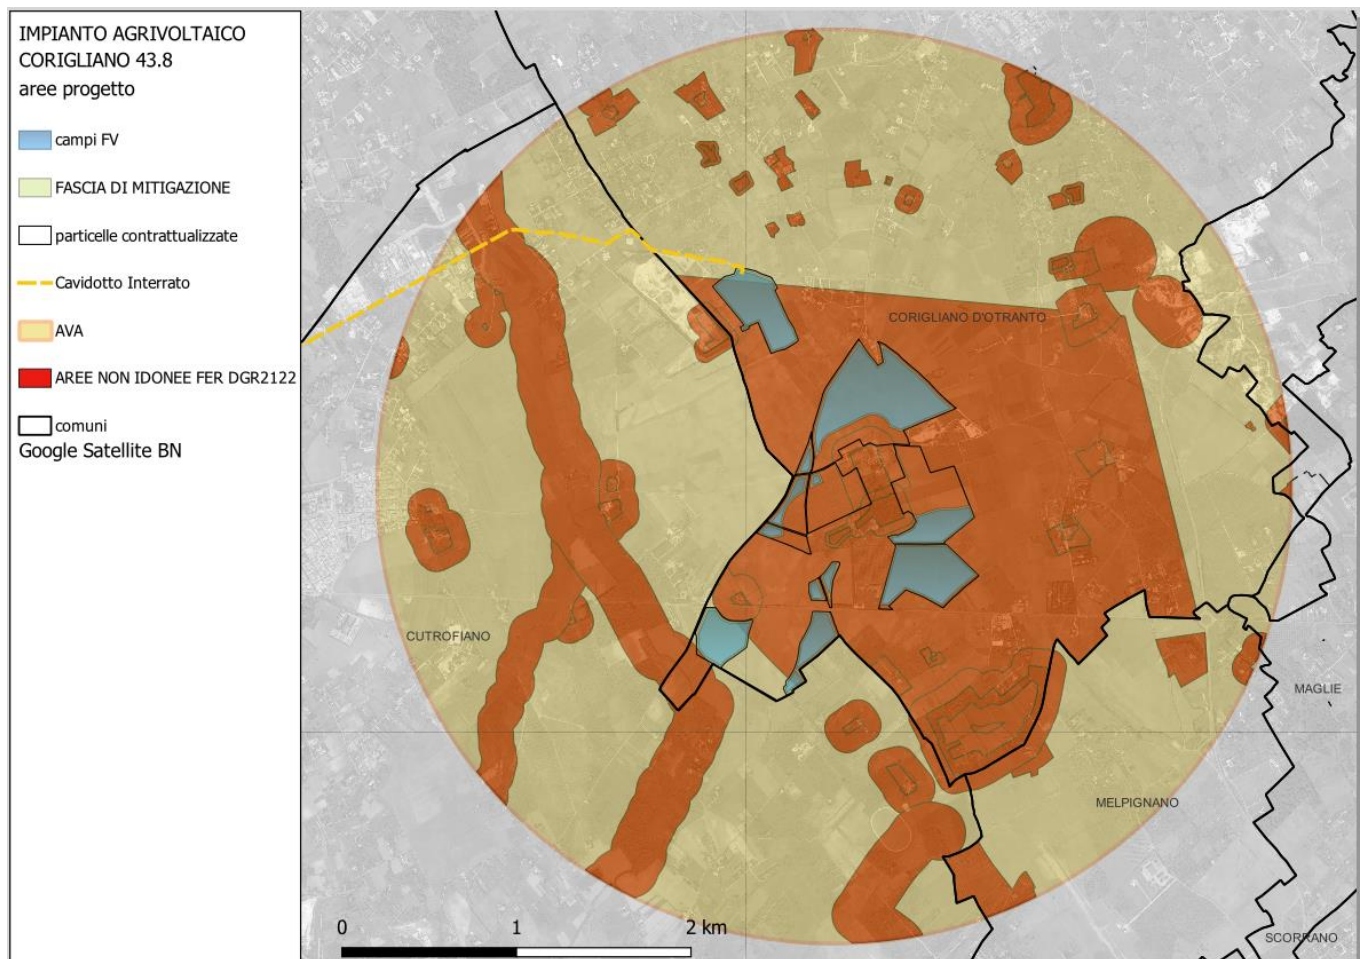 IMPIANTO AGRIVOLTAICO
CORIGLIANO 43.8
aree progetto
campi FV
FASCIA DI MITIGAZIONE
particelle contrattualizzate
Cavidotto Interrato
AVA
AREE NON IDONEE FER DGR2122
comuni
Google Satellite BN
CORIGLIANO D'OTRANTO
CUTROFIANO
MAGLIE
MELPIGNANO
SCORRANO
0 1 2 km